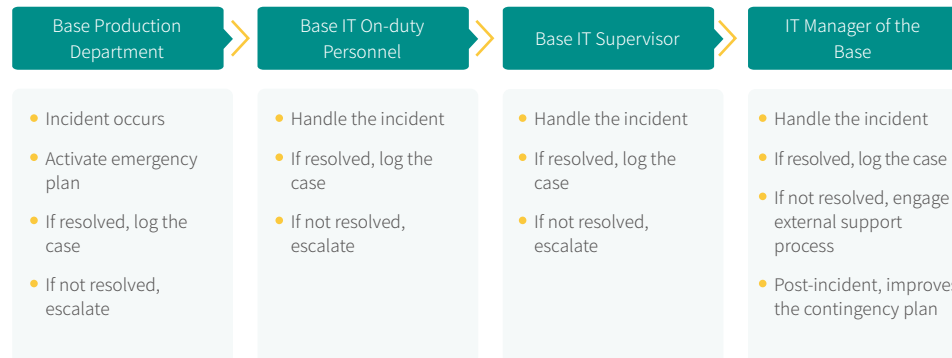 Base Production
Department
Base IT On-duty
Personnel
Base IT Supervisor
IT Manager of the
Base
Incident occurs
Activate emergency
plan
If resolved, log the
case
If not resolved,
escalate
Handle the incident
If resolved, log the
case
If not resolved,
escalate
Handle the incident
If resolved, log the
case
If not resolved,
escalate
Handle the incident
If resolved, log the case
If not resolved, engage
external support
process
Post-incident, improves
the contingency plan